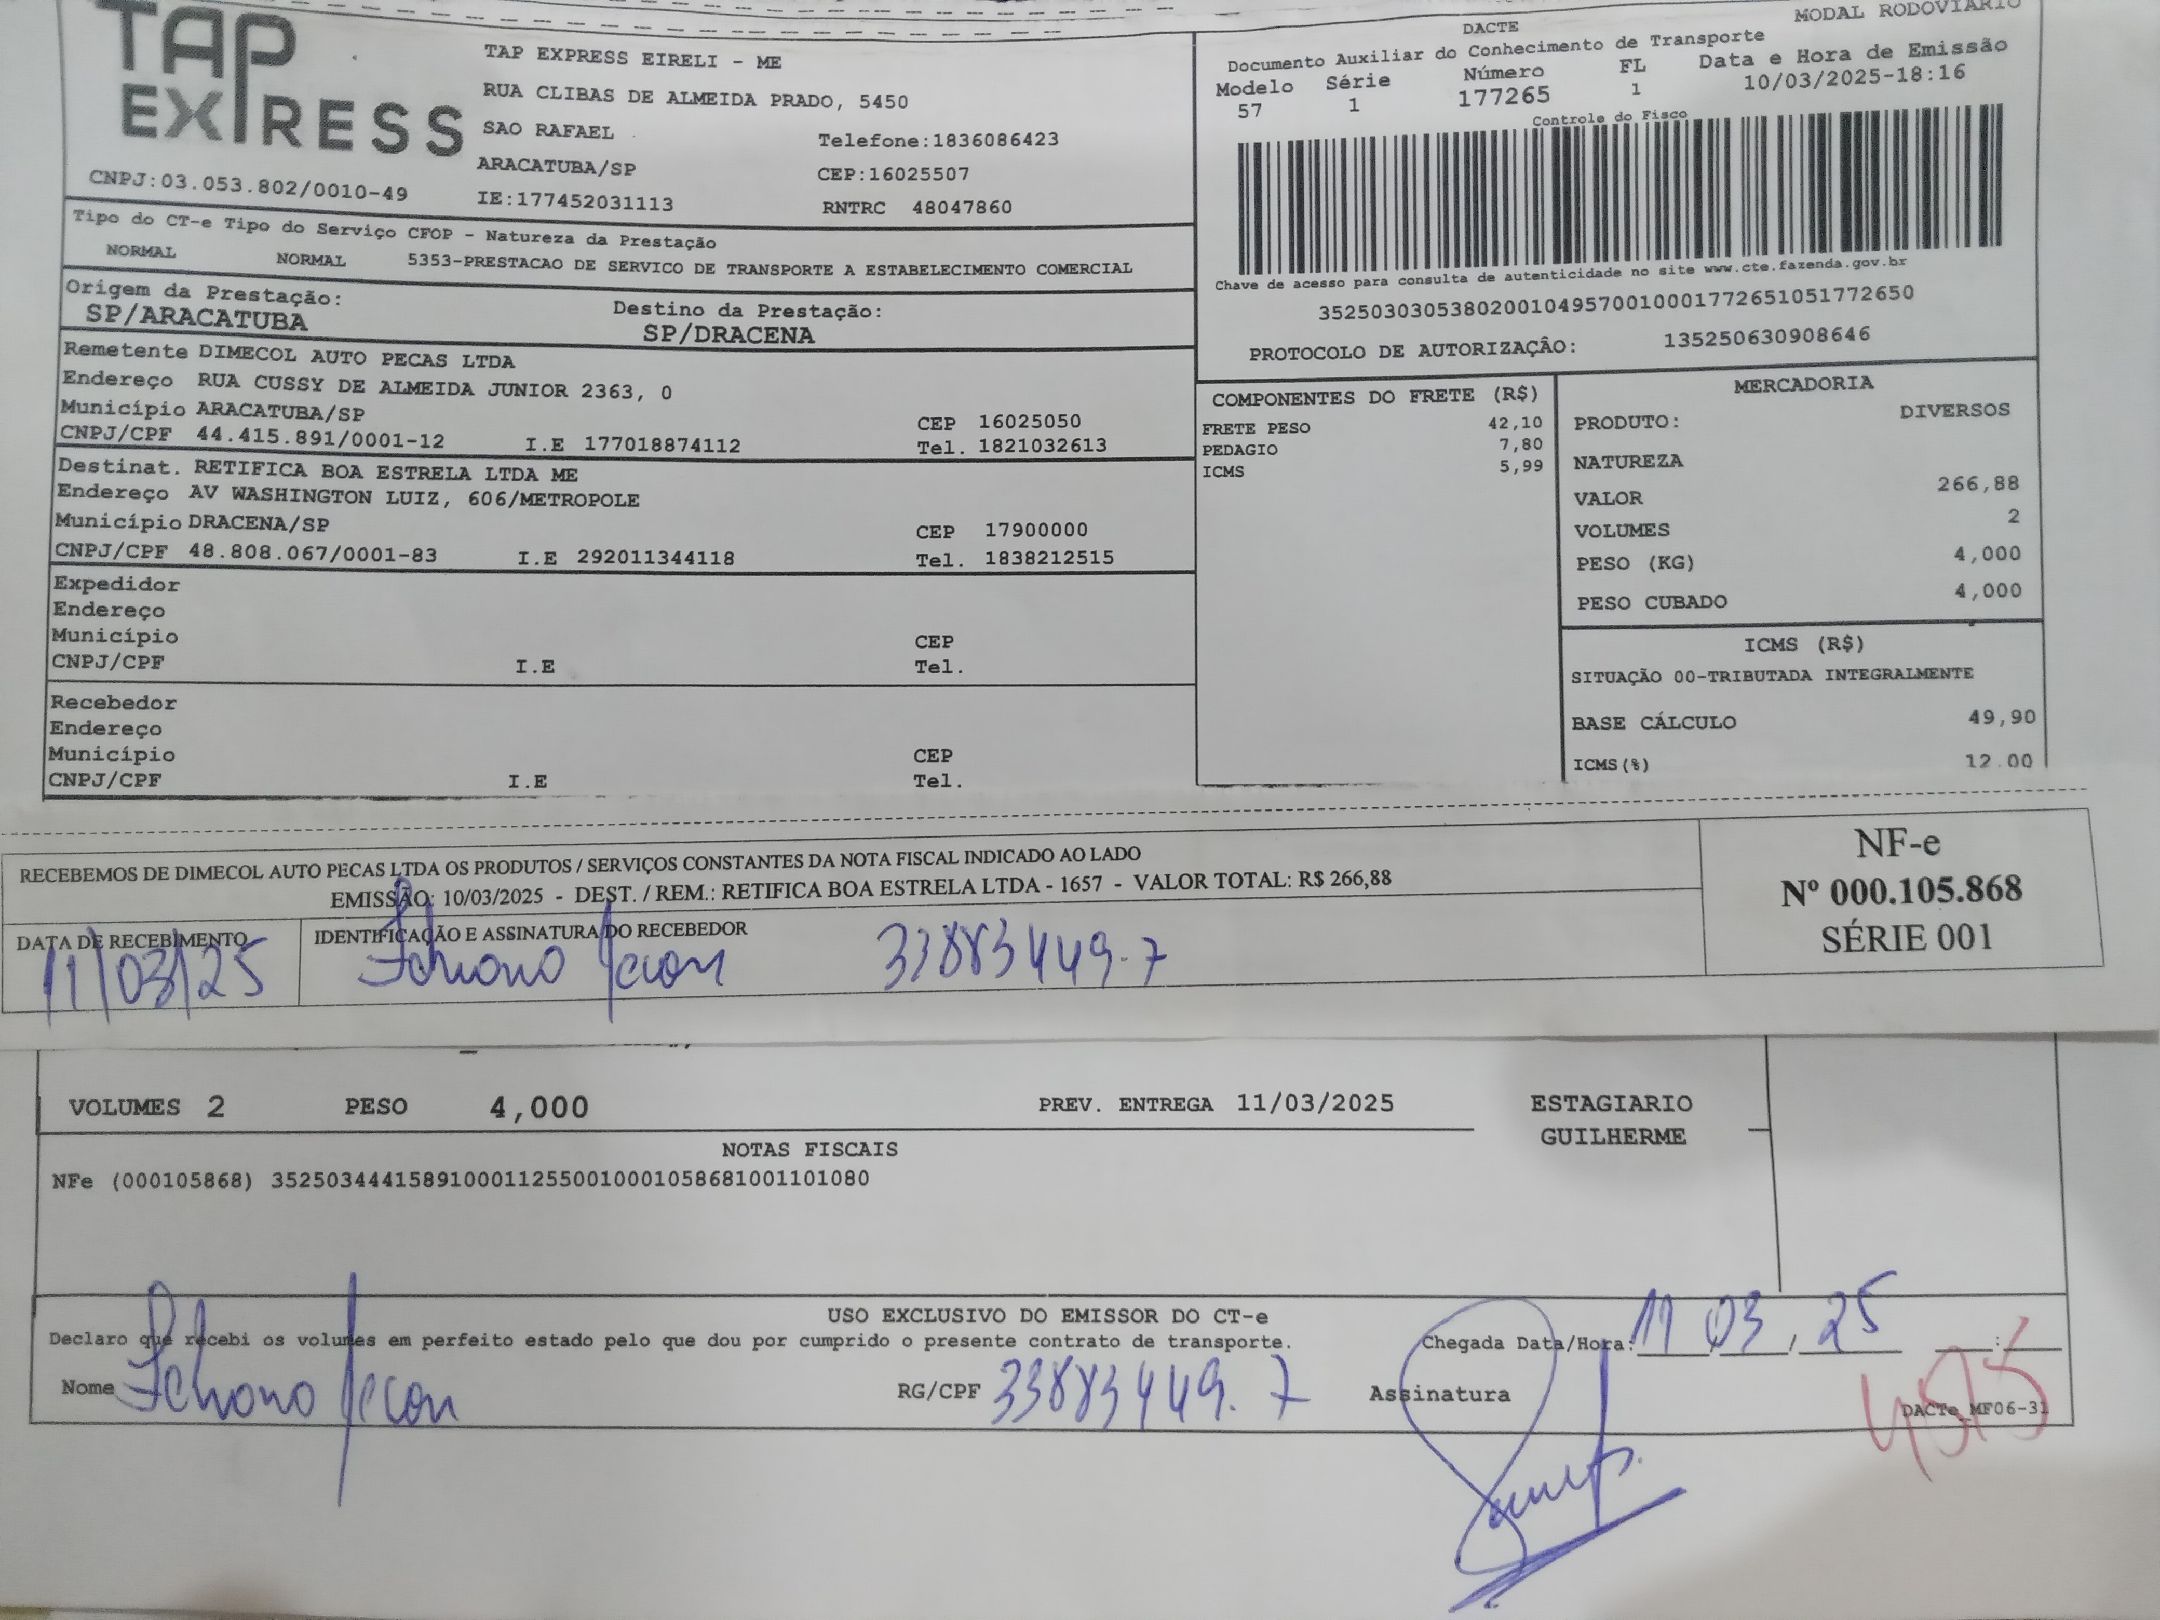 TAP
EXPRESS
CNPJ:03.053.802/0010-49
TAP EXPRESS EIRELI - ME
RUA CLIBAS DE ALMEIDA PRADO, 5450
SAO RAFAEL Telefone:1836086423
ARACATUBA/SP CEP:16025507
IE:177452031113 RNTRC 48047860
MODAL RODOVIARIO
DACTE
Documento Auxiliar do Conhecimento de Transporte
Modelo Série Número FL Data e Hora de Emissão
57 1 177265 1 10/03/2025-18:16
Controle do Fisco
Chave de acesso para consulta de autenticidade no site www.cte.fazenda.gov.br
35250303053802001049570010001772651051772650
PROTOCOLO DE AUTORIZAÇÂO: 135250630908646
Tipo do CT-e Tipo do Serviço CFOP - Natureza da Prestação
NORMAL NORMAL 5353-PRESTACAO DE SERVICO DE TRANSPORTE A ESTABELECIMENTO COMERCIAL
Origem da Prestação: Destino da Prestação:
SP/ARACATUBA SP/DRACENA
Remetente DIMECOL AUTO PECAS LTDA
Endereço RUA CUSSY DE ALMEIDA JUNIOR 2363, 0
Município ARACATUBA/SP CEP 16025050
CNPJ/CPF 44.415.891/0001-12 I.E 177018874112 Tel. 1821032613
Destinat. RETIFICA BOA ESTRELA LTDA ME
Endereço AV WASHINGTON LUIZ, 606/METROPOLE
Município DRACENA/SP CEP 17900000
CNPJ/CPF 48.808.067/0001-83 I.E 292011344118 Tel. 1838212515
Expedidor
Endereço
Município CEP
CNPJ/CPF I.E Tel.
Recebedor
Endereço
Município CEP
CNPJ/CPF I.E Tel.
COMPONENTES DO FRETE (R$)
FRETE PESO 42,10
PEDAGIO 7,80
ICMS 5,99
MERCADORIA
PRODUTO: DIVERSOS
NATUREZA
VALOR 266,88
VOLUMES 2
PESO (KG) 4,000
PESO CUBADO 4,000
ICMS (R$)
SITUAÇÃO 00-TRIBUTADA INTEGRALMENTE
BASE CÁLCULO 49,90
ICMS(%) 12.00
RECEBEMOS DE DIMECOL AUTO PECAS LTDA OS PRODUTOS / SERVIÇOS CONSTANTES DA NOTA FISCAL INDICADO AO LADO
EMISSÃO: 10/03/2025 - DEST. / REM.: RETIFICA BOA ESTRELA LTDA - 1657 - VALOR TOTAL: R$ 266,88
DATA DE RECEBIMENTO IDENTIFICAÇÃO E ASSINATURA DO RECEBEDOR
11/03/25 33883449-7
NF-e
Nº 000.105.868
SÉRIE 001
VOLUMES 2 PESO 4,000 PREV. ENTREGA 11/03/2025 ESTAGIARIO
GUILHERME
NOTAS FISCAIS
NFe (000105868) 35250344415891000112550010001058681001101080
USO EXCLUSIVO DO EMISSOR DO CT-e
Declaro que recebi os volumes em perfeito estado pelo que dou por cumprido o presente contrato de transporte. Chegada Data/Hora: 11/03/25 __:__
Nome RG/CPF 33883449.7 Assinatura
DACTe_MF06-31